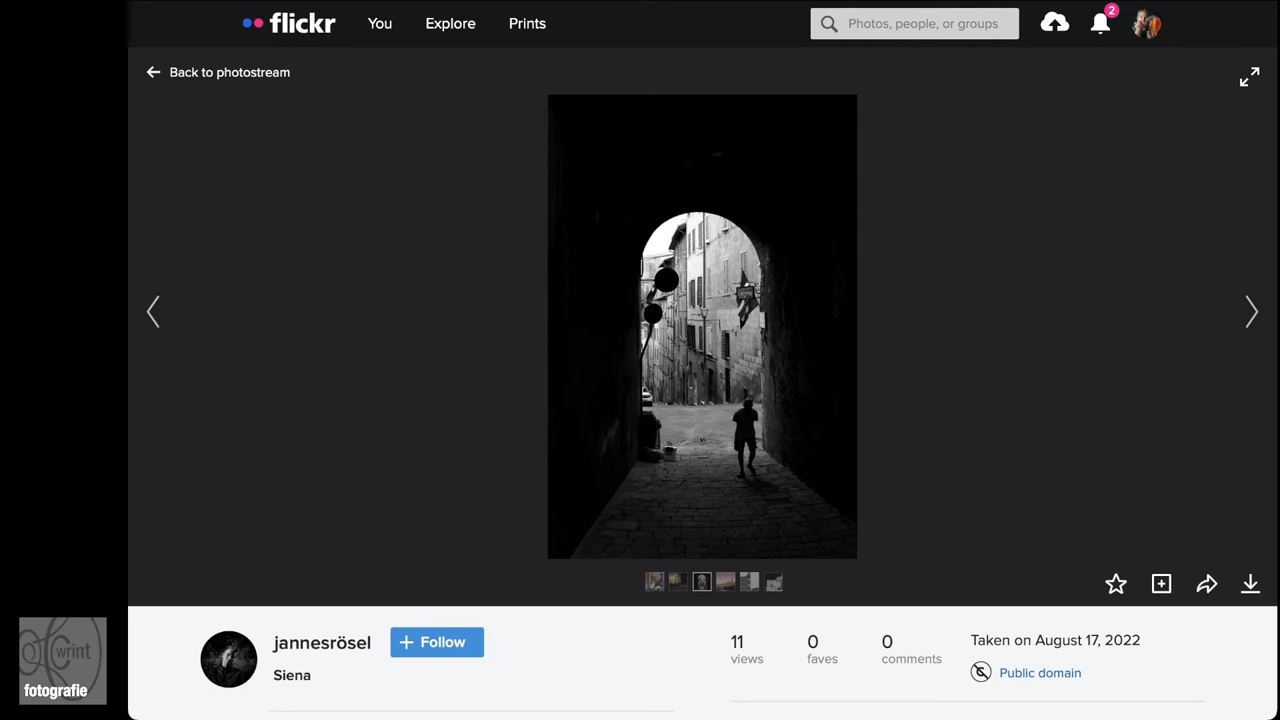 flickr
You
Explore
Prints
Photos, people, or groups
2
Back to photostream
jannesrösel
+ Follow
Siena
11
views
0
faves
0
comments
Taken on August 17, 2022
Public domain
wrint
fotografie